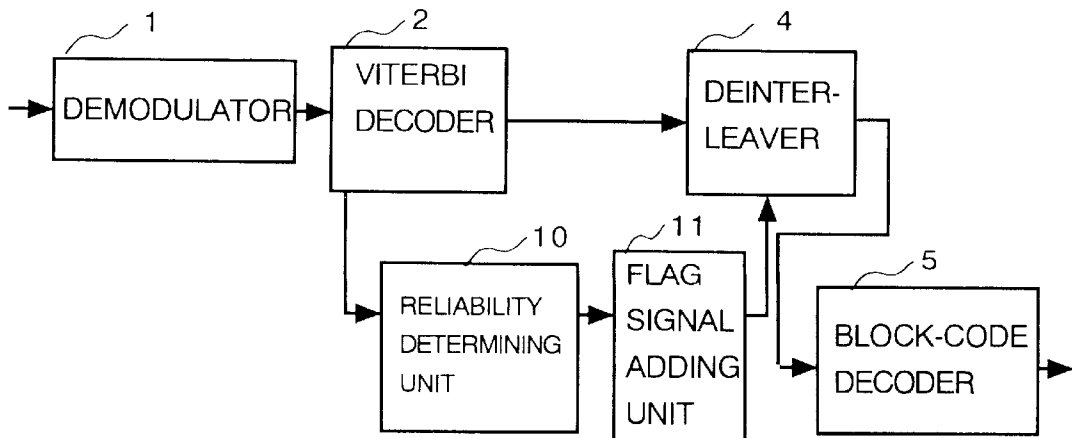 1
DEMODULATOR
2
VITERBI
DECODER
4
DEINTER-
LEAVER
10
RELIABILITY
DETERMINING
UNIT
11
FLAG
SIGNAL
ADDING
UNIT
5
BLOCK-CODE
DECODER